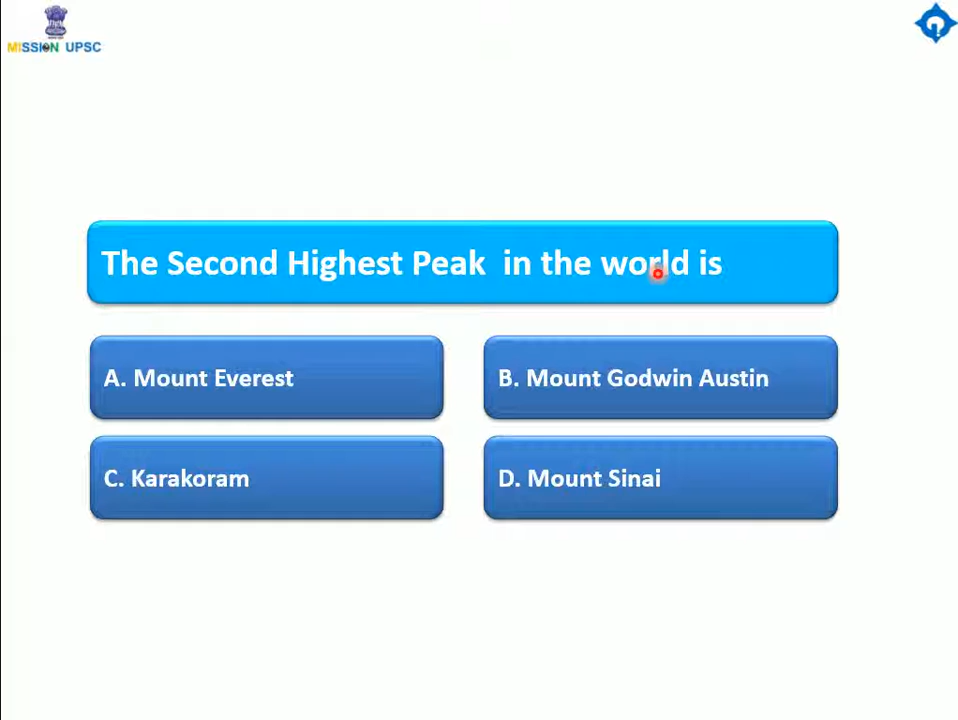 MISSION UPSC
The Second Highest Peak in the world is
A. Mount Everest
B. Mount Godwin Austin
C. Karakoram
D. Mount Sinai